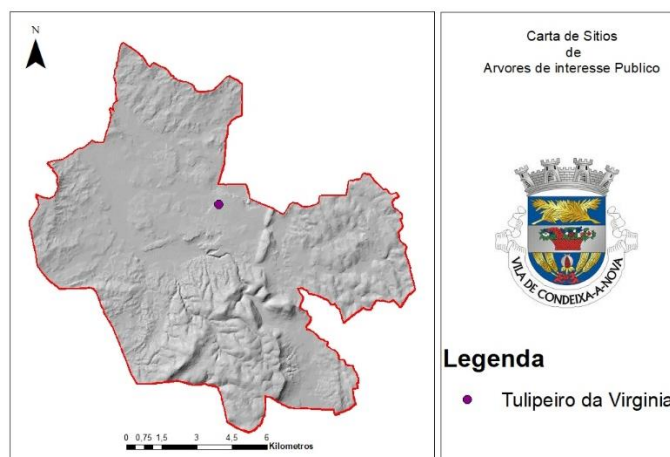 N
0 0,75 1,5 3 4,5 6
Kilometros
Carta de Sitios
de
Arvores de interesse Publico
VILA DE CONDEIXA-A-NOVA
Legenda
Tulipeiro da Virginia